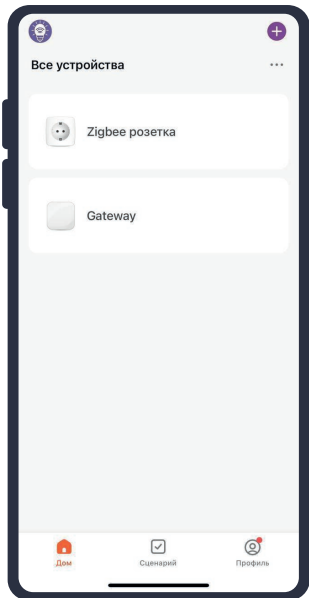 Все устройства
Zigbee розетка
Gateway
Дом
Сценарий
Профиль